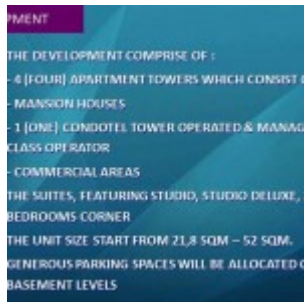 PMENT
THE DEVELOPMENT COMPRISE OF :
- 4 (FOUR) APARTMENT TOWERS WHICH CONSIST O
- MANSION HOUSES
- 1 (ONE) CONDOTEL TOWER OPERATED & MANAG
CLASS OPERATOR
- COMMERCIAL AREAS
THE SUITES, FEATURING STUDIO, STUDIO DELUXE,
BEDROOMS CORNER
THE UNIT SIZE START FROM 21,8 SQM – 52 SQM.
GENEROUS PARKING SPACES WILL BE ALLOCATED O
BASEMENT LEVELS